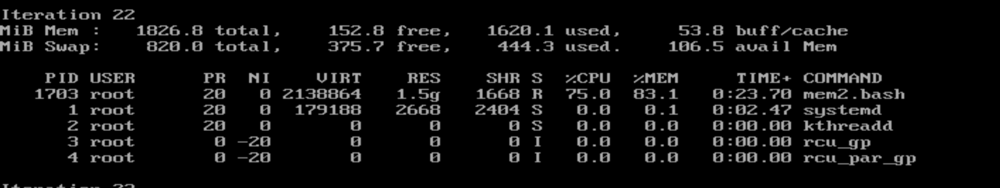 Iteration 22
MiB Mem :   1826.8 total,    152.8 free,   1620.1 used,     53.8 buff/cache
MiB Swap:    820.0 total,    375.7 free,    444.3 used.    106.5 avail Mem
    PID USER      PR  NI    VIRT    RES    SHR S  %CPU  %MEM     TIME+ COMMAND
   1703 root      20   0 2138864   1.5g   1668 R  75.0  83.1   0:23.70 mem2.bash
      1 root      20   0  179188   2668   2404 S   0.0   0.1   0:02.47 systemd
      2 root      20   0       0      0      0 S   0.0   0.0   0:00.00 kthreadd
      3 root       0 -20       0      0      0 I   0.0   0.0   0:00.00 rcu_gp
      4 root       0 -20       0      0      0 I   0.0   0.0   0:00.00 rcu_par_gp
Iteration 23